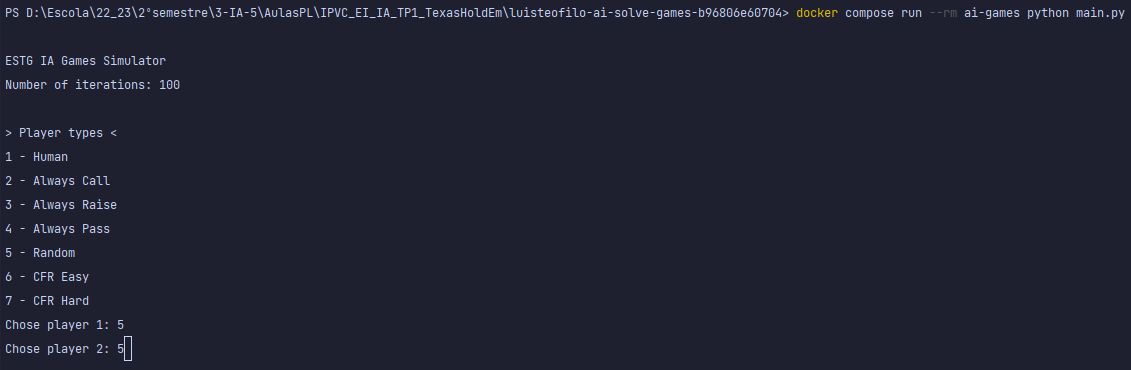 PS D:\Escola\22_23\2ºsemestre\3-IA-5\AulasPL\IPVC_EI_IA_TP1_TexasHoldEm\luisteofilo-ai-solve-games-b96806e60704> docker compose run --rm ai-games python main.py
ESTG IA Games Simulator
Number of iterations: 100
> Player types <
1 - Human
2 - Always Call
3 - Always Raise
4 - Always Pass
5 - Random
6 - CFR Easy
7 - CFR Hard
Chose player 1: 5
Chose player 2: 5